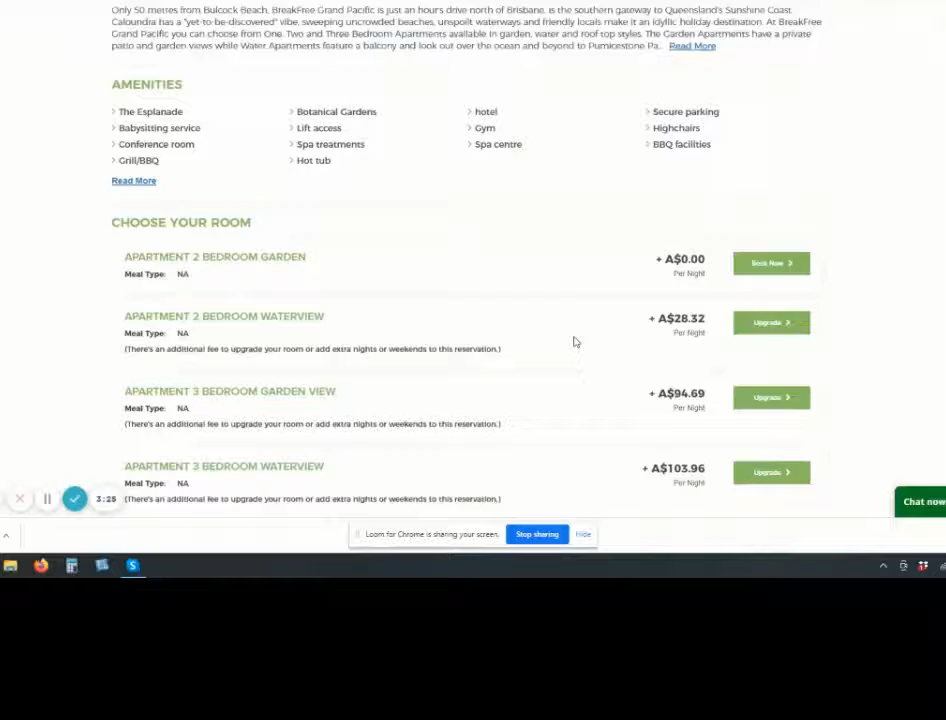 Only 50 metres from Bulcock Beach, BreakFree Grand Pacific is just an hour's drive north of Brisbane, is the southern gateway to Queensland's Sunshine Coast.
Caloundra has a "yet-to-be-discovered" vibe, sweeping uncrowded beaches, unspoilt waterways and friendly locals make it an idyllic holiday destination. At BreakFree
Grand Pacific you can choose from One, Two and Three Bedroom Apartments available in garden, water and roof top styles. The Garden Apartments have a private
patio and garden views while Water Apartments feature a balcony and look out over the ocean and beyond to Pumicestone Pa... Read More
AMENITIES
The Esplanade
Botanical Gardens
hotel
Secure parking
Babysitting service
Lift access
Gym
Highchairs
Conference room
Spa treatments
Spa centre
BBQ facilities
Grill/BBQ
Hot tub
Read More
CHOOSE YOUR ROOM
APARTMENT 2 BEDROOM GARDEN
Meal Type: NA
+ A$0.00
Per Night
Book Now
APARTMENT 2 BEDROOM WATERVIEW
Meal Type: NA
(There's an additional fee to upgrade your room or add extra nights or weekends to this reservation.)
+ A$28.32
Per Night
Upgrade
APARTMENT 3 BEDROOM GARDEN VIEW
Meal Type: NA
(There's an additional fee to upgrade your room or add extra nights or weekends to this reservation.)
+ A$94.69
Per Night
Upgrade
APARTMENT 3 BEDROOM WATERVIEW
Meal Type: NA
(There's an additional fee to upgrade your room or add extra nights or weekends to this reservation.)
+ A$103.96
Per Night
Upgrade
3:25
Chat now
Loom for Chrome is sharing your screen.
Stop sharing
Hide